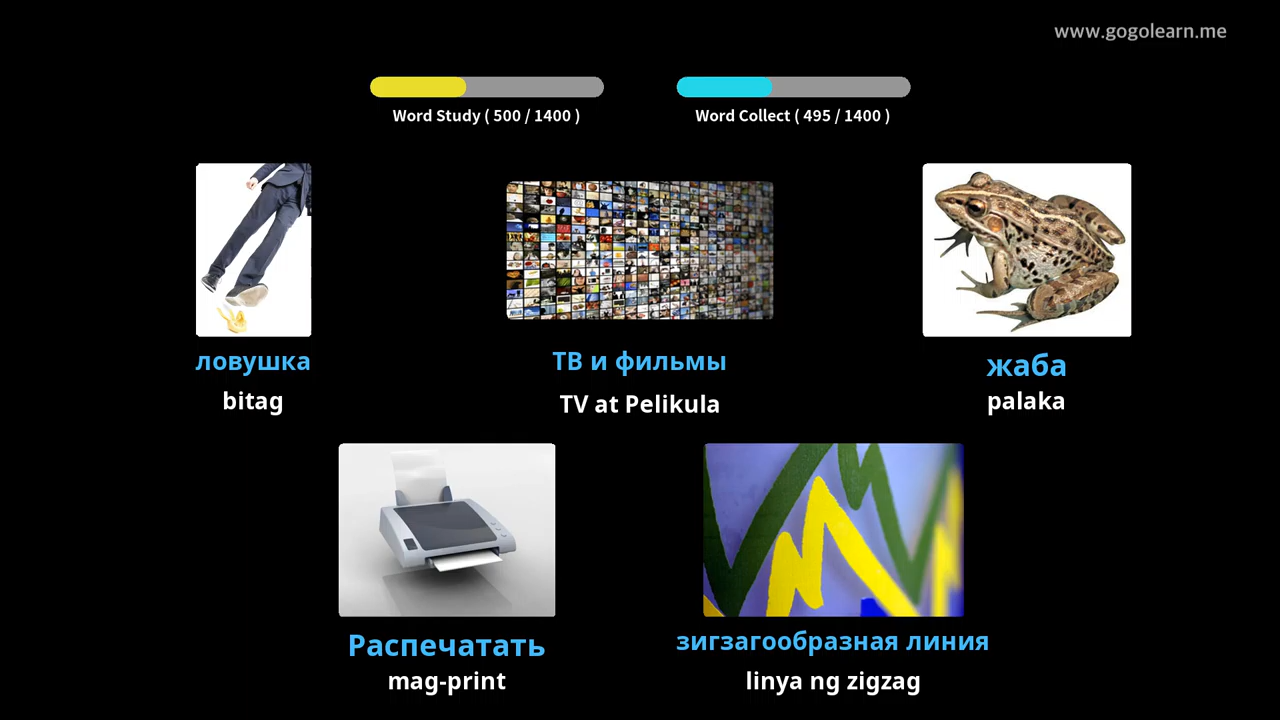 www.gogolearn.me
Word Study ( 500 / 1400 )
Word Collect ( 495 / 1400 )
ловушка
bitag
ТВ и фильмы
TV at Pelikula
жаба
palaka
Распечатать
mag-print
зигзагообразная линия
linya ng zigzag